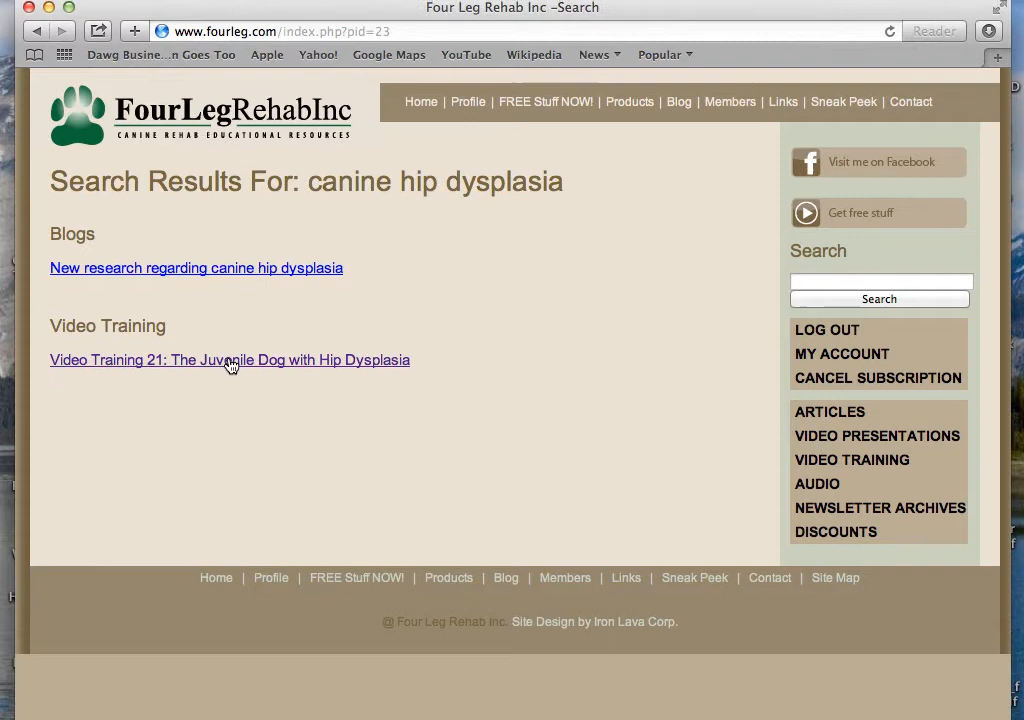 Four Leg Rehab Inc -Search
www.fourleg.com/index.php?pid=23
Reader
Dawg Busine...n Goes Too Apple Yahoo! Google Maps YouTube Wikipedia News Popular
FourLegRehabInc
CANINE REHAB EDUCATIONAL RESOURCES
Home | Profile | FREE Stuff NOW! | Products | Blog | Members | Links | Sneak Peek | Contact
Search Results For: canine hip dysplasia
Blogs
New research regarding canine hip dysplasia
Video Training
Video Training 21: The Juvenile Dog with Hip Dysplasia
Visit me on Facebook
Get free stuff
Search
Search
LOG OUT
MY ACCOUNT
CANCEL SUBSCRIPTION
ARTICLES
VIDEO PRESENTATIONS
VIDEO TRAINING
AUDIO
NEWSLETTER ARCHIVES
DISCOUNTS
Home | Profile | FREE Stuff NOW! | Products | Blog | Members | Links | Sneak Peek | Contact | Site Map
@ Four Leg Rehab Inc. Site Design by Iron Lava Corp.